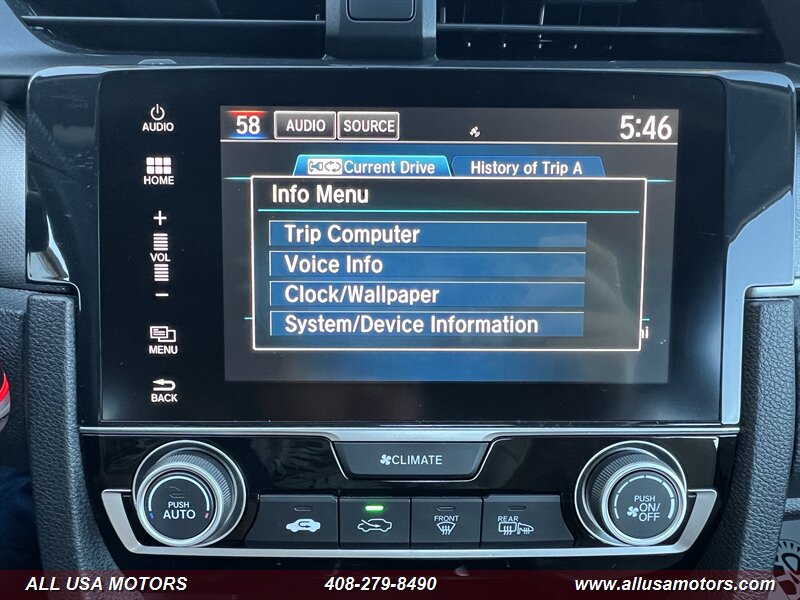 AUDIO
HOME
+
VOL
−
MENU
BACK
58 AUDIO SOURCE 5:46
Current Drive History of Trip A
Info Menu
Trip Computer
Voice Info
Clock/Wallpaper
System/Device Information
CLIMATE
PUSH
AUTO
FRONT
REAR
PUSH
ON/
OFF
ALL USA MOTORS 408-279-8490 www.allusamotors.com